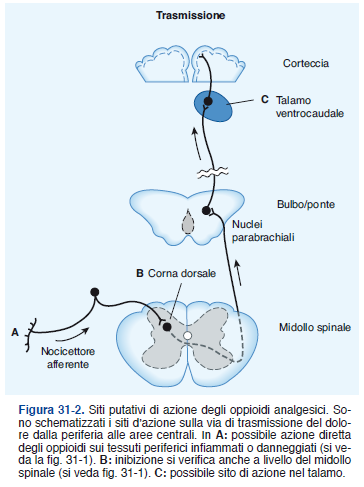 Trasmissione
Corteccia
C Talamo
ventrocaudale
Bulbo/ponte
Nuclei
parabrachiali
B Corna dorsale
A
Nocicettore
afferente
Midollo spinale
Figura 31-2. Siti putativi di azione degli oppioidi analgesici. So-
no schematizzati i siti d'azione sulla via di trasmissione del dolo-
re dalla periferia alle aree centrali. In A: possibile azione diretta
degli oppioidi sui tessuti periferici infiammati o danneggiati (si ve-
da la fig. 31-1). B: inibizione si verifica anche a livello del midollo
spinale (si veda fig. 31-1). C: possibile sito di azione nel talamo.